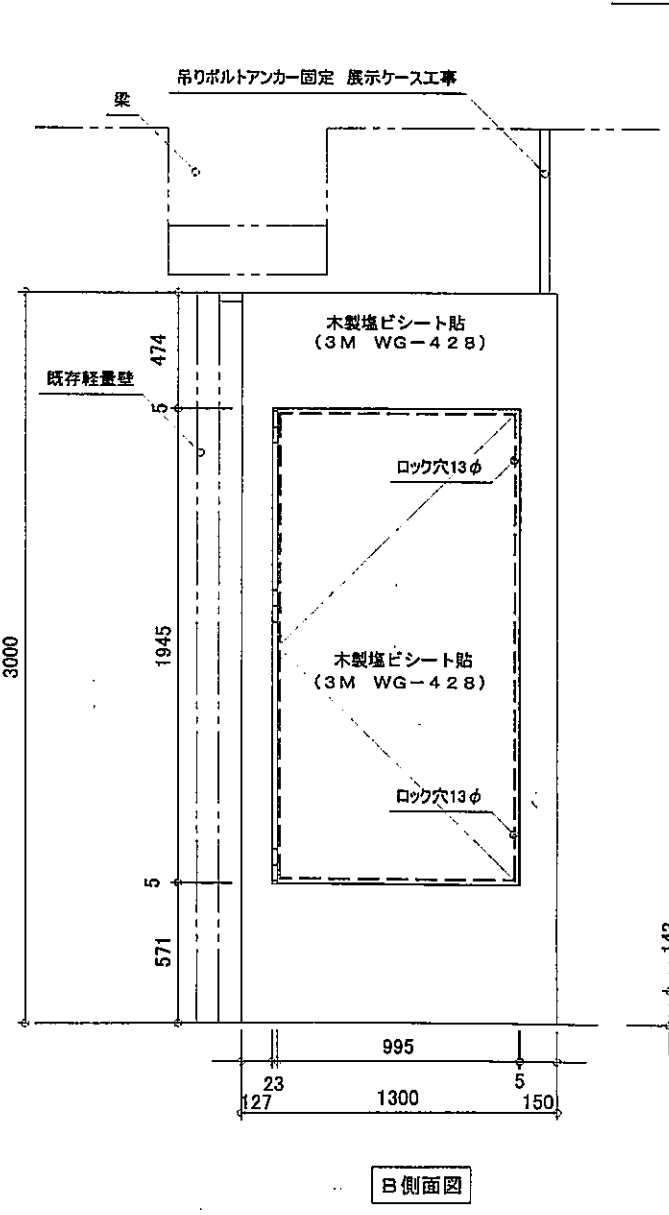 吊りボルトアンカー固定 展示ケース工事
梁
木製塩ビシート貼
(3M WG-428)
474
既存軽量壁
5
ロック穴13φ
3000
1945
木製塩ビシート貼
(3M WG-428)
ロック穴13φ
5
571
995
23
5
127
1300
150
B側面図